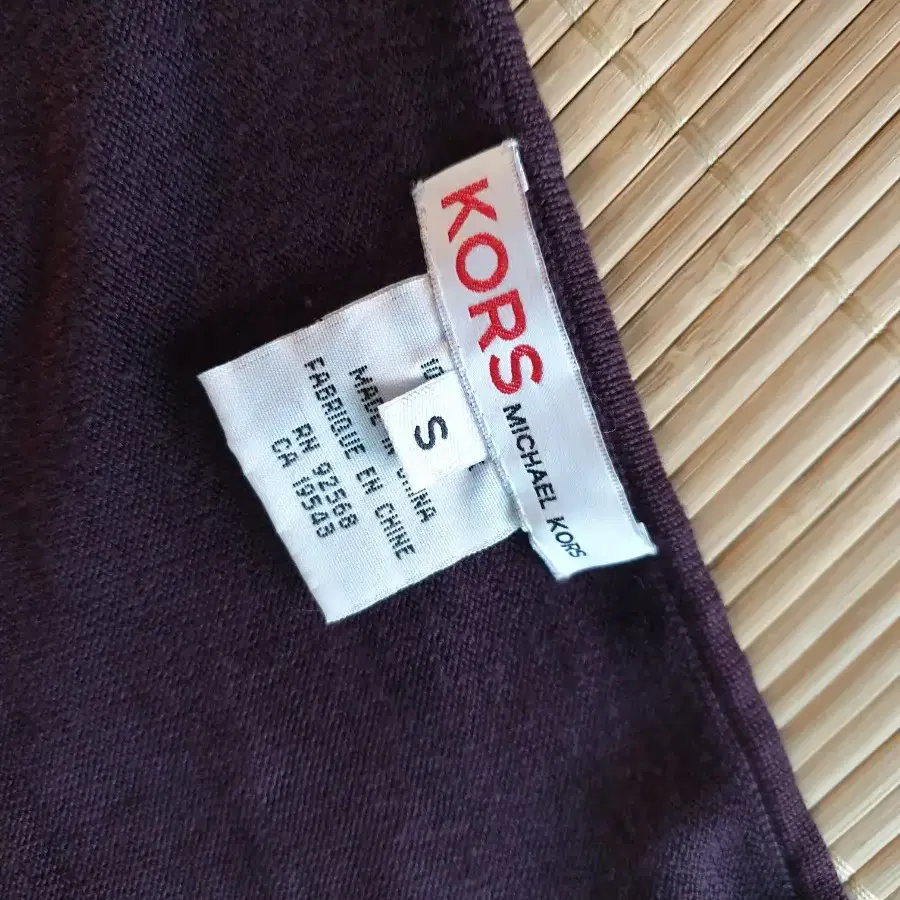 KORS MICHAEL KORS
S
MADE IN CHINA
FABRIQUE EN CHINE
RN 92568
CA 19543